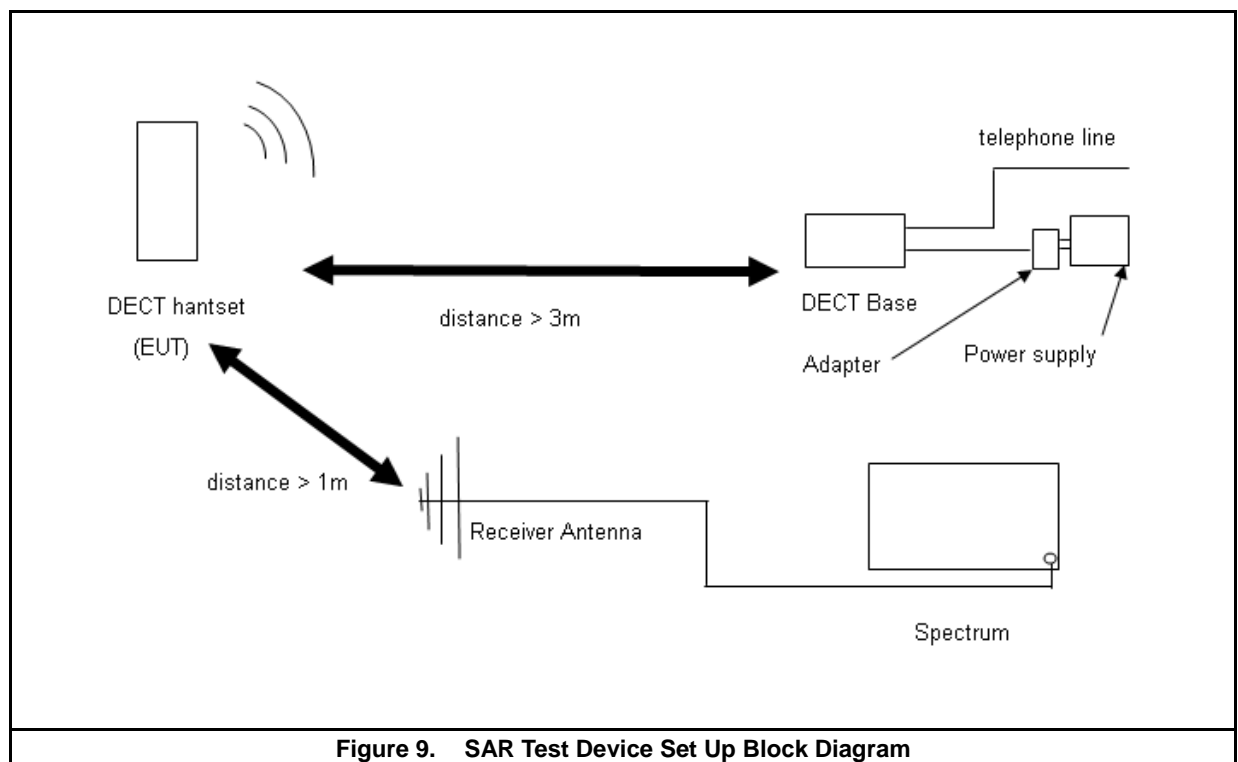 telephone line
DECT hantset
(EUT)
distance > 3m
DECT Base
Adapter
Power supply
distance > 1m
Receiver Antenna
Spectrum
Figure 9. SAR Test Device Set Up Block Diagram